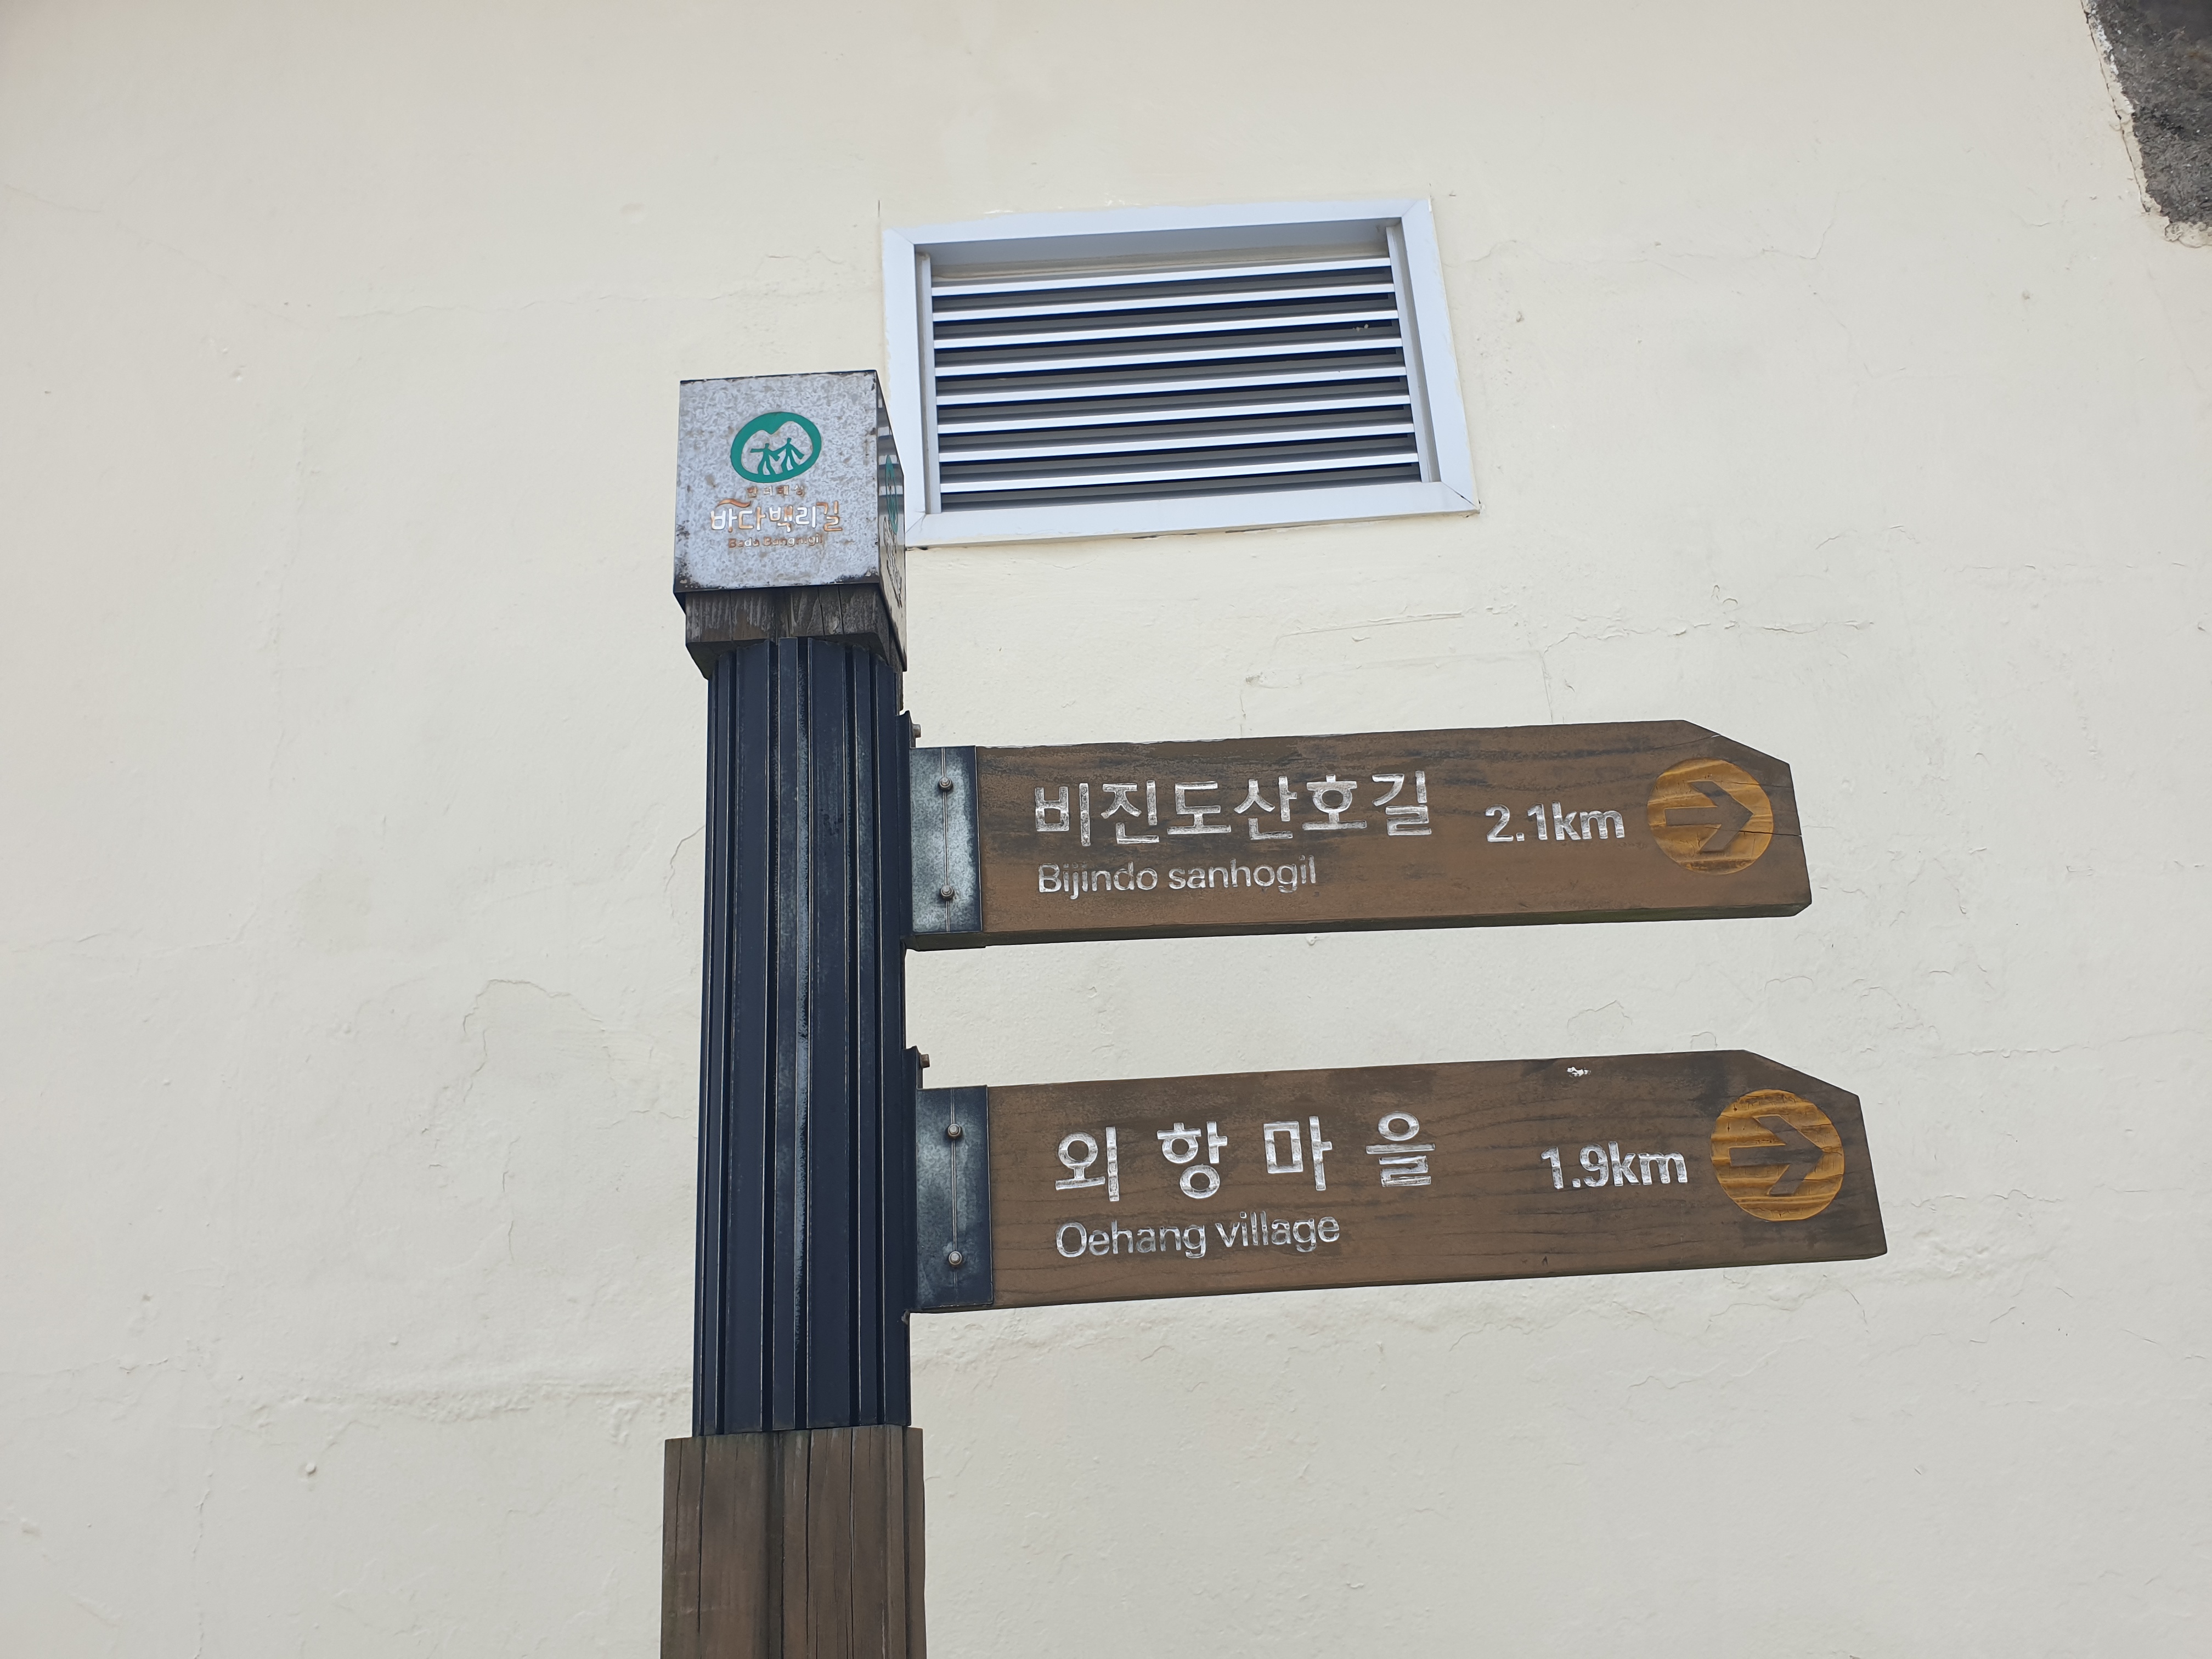 바다백리길
비진도산호길 2.1km
Bijindo sanhogil
외항마을 1.9km
Oehang village